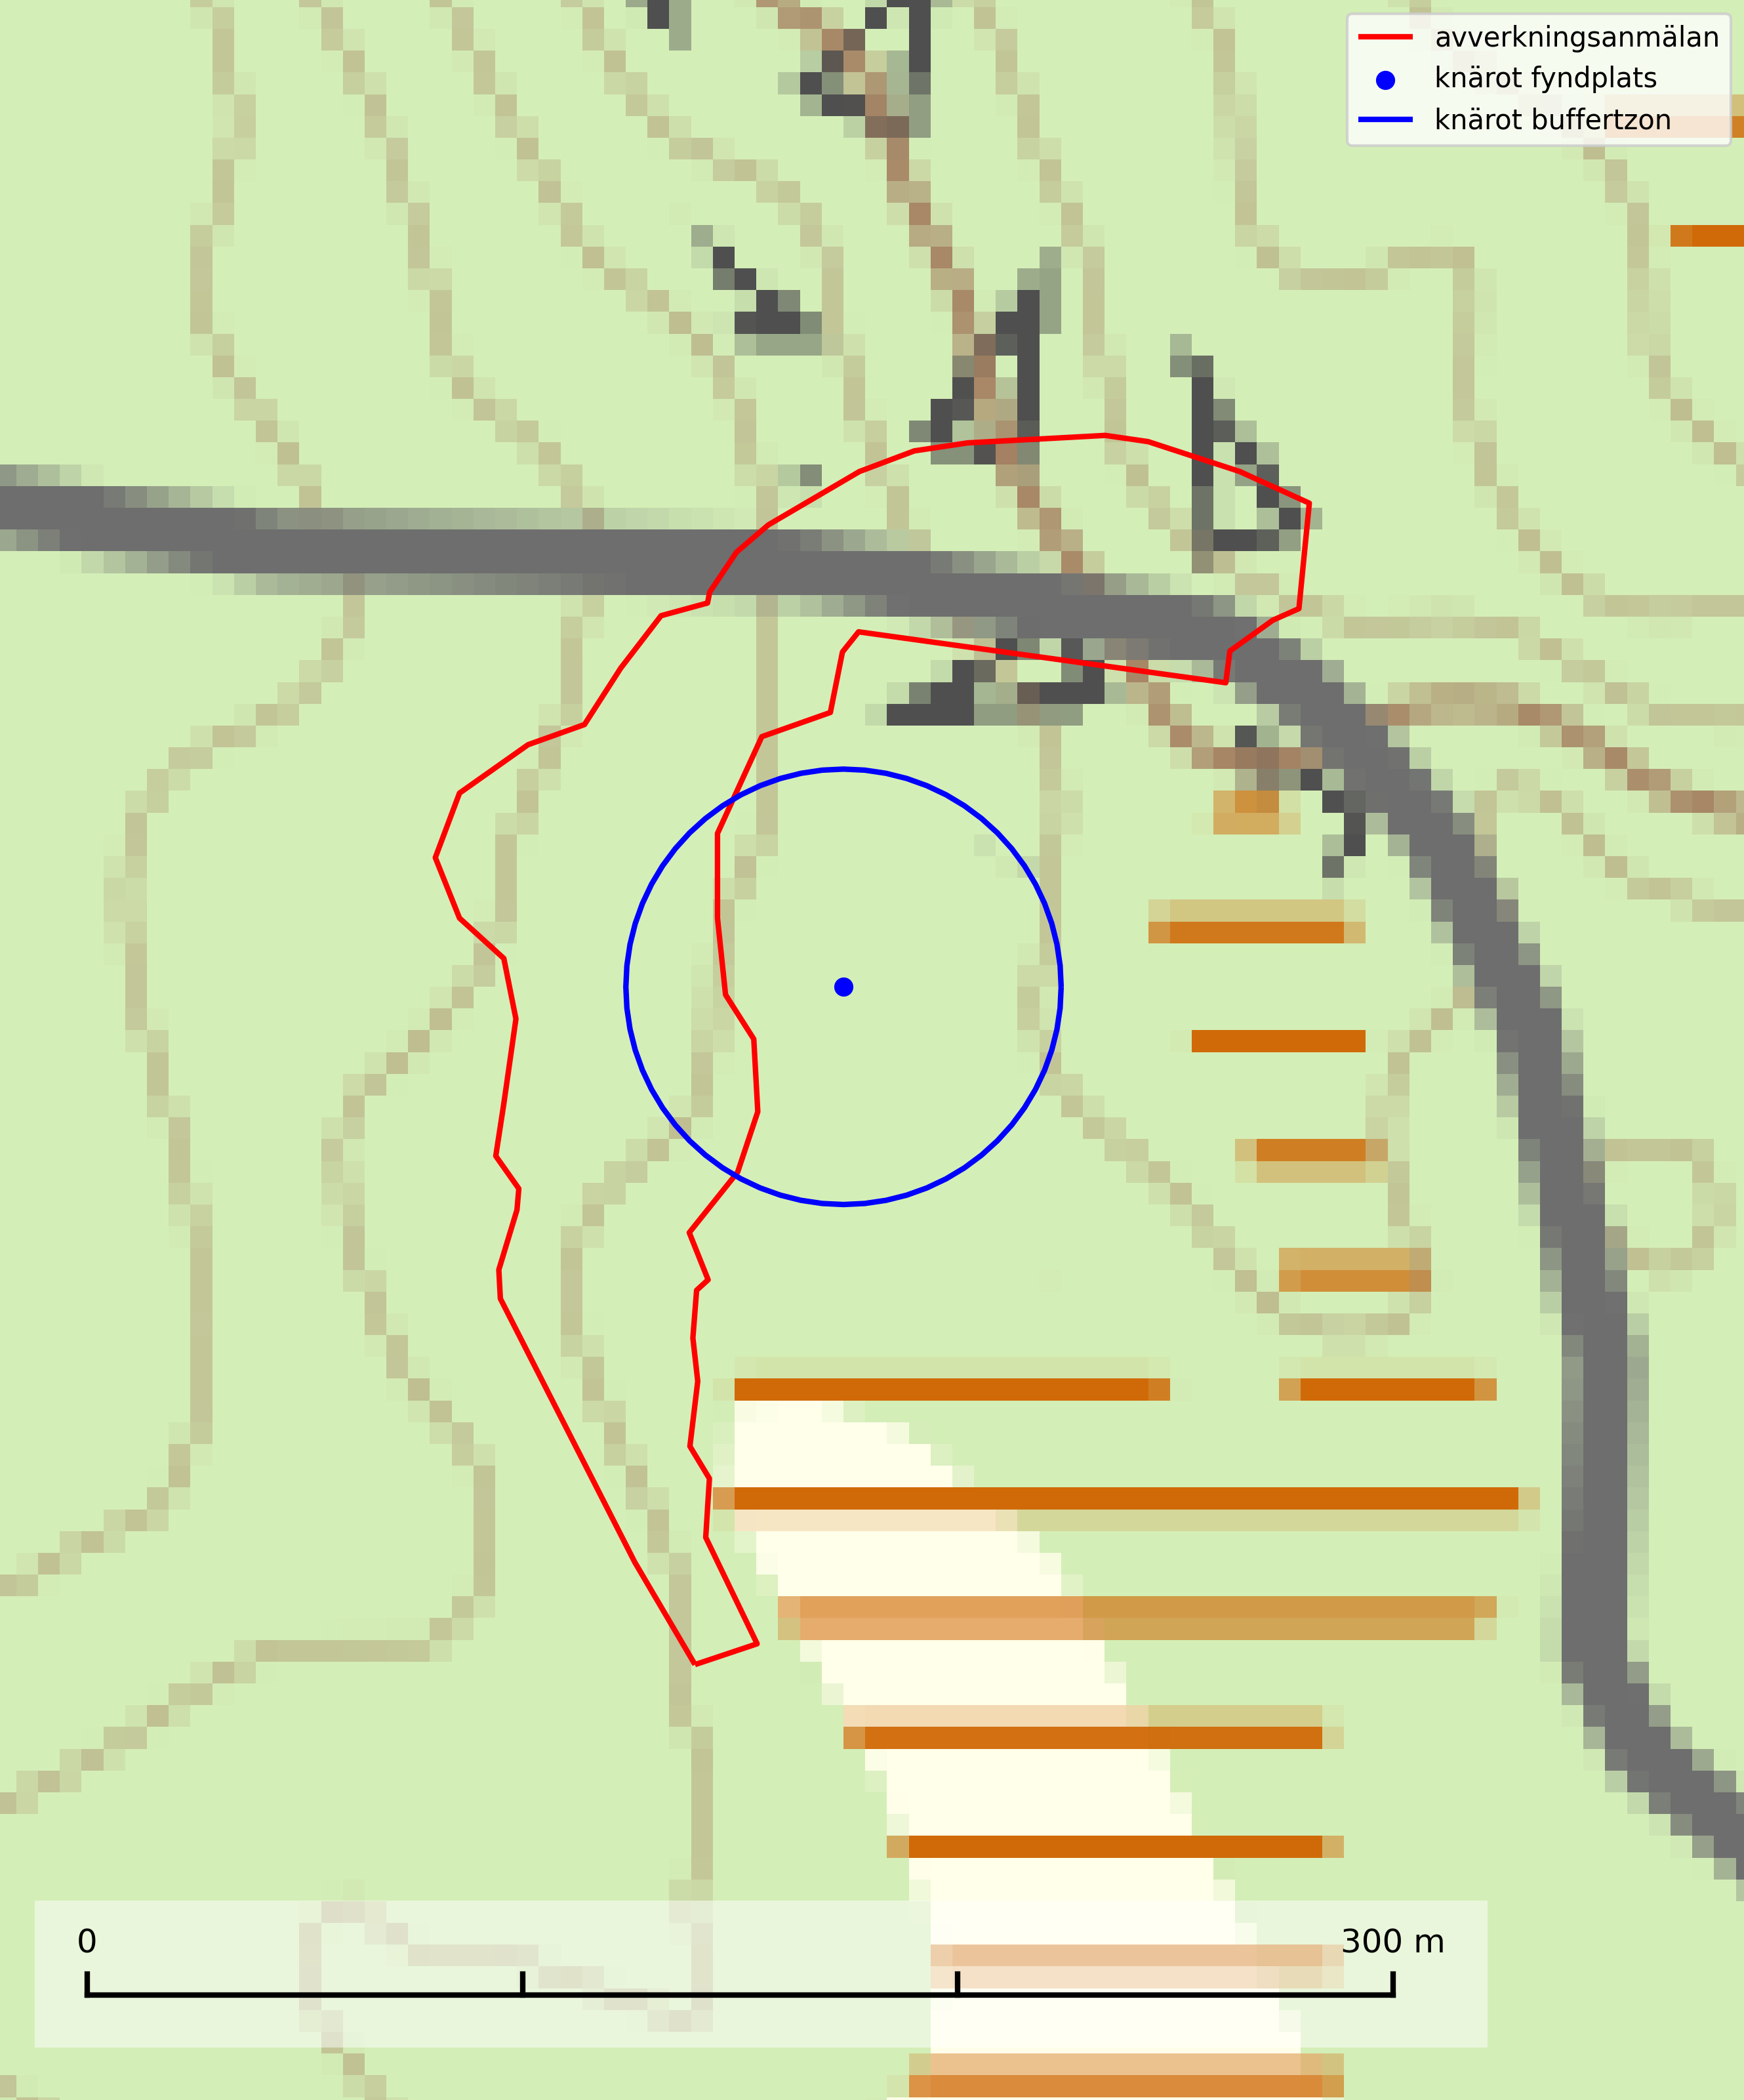 avverkningsanmälan
knärot fyndplats
knärot buffertzon
0
300 m